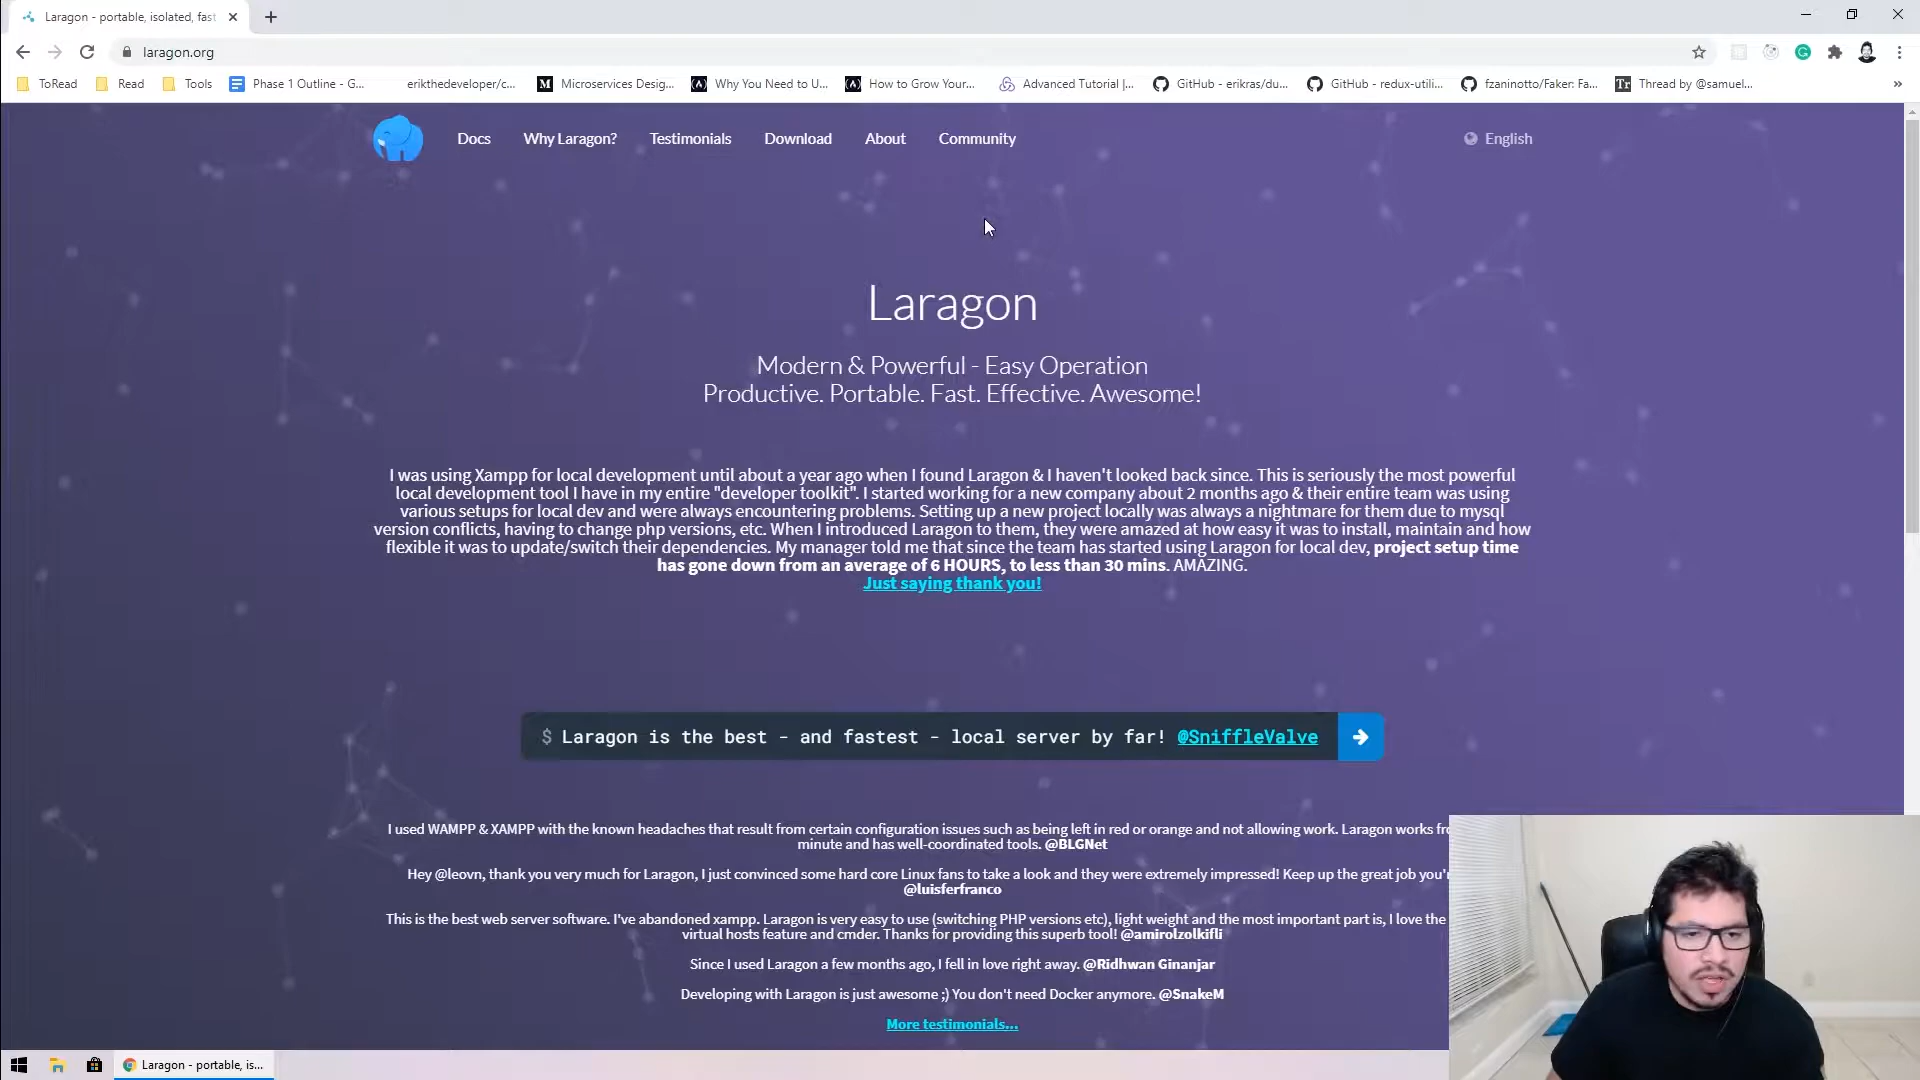 Laragon - portable, isolated, fast
laragon.org
ToRead
Read
Tools
Phase 1 Outline - G...
erikthedeveloper/c...
Microservices Desig...
Why You Need to U...
How to Grow Your...
Advanced Tutorial |...
GitHub - erikras/du...
GitHub - redux-utili...
fzaninotto/Faker: Fa...
Thread by @samuel...
Docs
Why Laragon?
Testimonials
Download
About
Community
English
Laragon
Modern & Powerful - Easy Operation
Productive. Portable. Fast. Effective. Awesome!
I was using Xampp for local development until about a year ago when I found Laragon & I haven't looked back since. This is seriously the most powerful
local development tool I have in my entire "developer toolkit". I started working for a new company about 2 months ago & their entire team was using
various setups for local dev and were always encountering problems. Setting up a new project locally was always a nightmare for them due to mysql
version conflicts, having to change php versions, etc. When I introduced Laragon to them, they were amazed at how easy it was to install, maintain and how
flexible it was to update/switch their dependencies. My manager told me that since the team has started using Laragon for local dev, project setup time
has gone down from an average of 6 HOURS, to less than 30 mins. AMAZING.
Just saying thank you!
$ Laragon is the best - and fastest - local server by far! @SniffleValve
I used WAMPP & XAMPP with the known headaches that result from certain configuration issues such as being left in red or orange and not allowing work. Laragon works
minute and has well-coordinated tools. @BLGNet
Hey @leovn, thank you very much for Laragon, I just convinced some hard core Linux fans to take a look and they were extremely impressed! Keep up the great job
@luisferfranco
This is the best web server software. I've abandoned xampp. Laragon is very easy to use (switching PHP versions etc), light weight and the most important part is, I love the
virtual hosts feature and cmder. Thanks for providing this superb tool! @amirolzolkifli
Since I used Laragon a few months ago, I fell in love right away. @Ridhwan Ginanjar
Developing with Laragon is just awesome ;) You don't need Docker anymore. @SnakeM
More testimonials...
Laragon - portable, is...